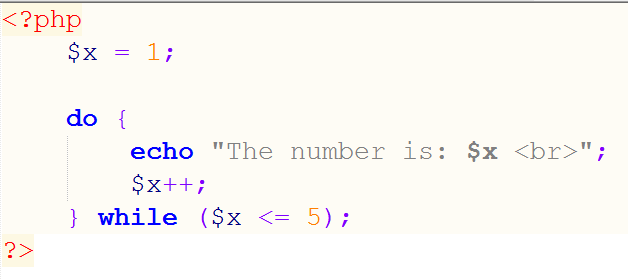 <?php
$x = 1;
do {
echo "The number is: $x <br>";
$x++;
} while ($x <= 5);
?>